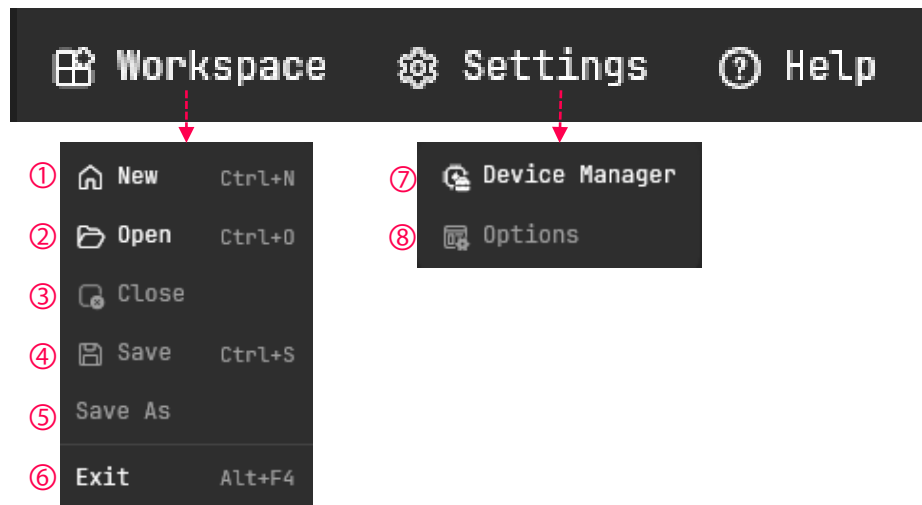 Workspace Settings Help
① New Ctrl+N
② Open Ctrl+O
③ Close
④ Save Ctrl+S
⑤ Save As
⑥ Exit Alt+F4
⑦ Device Manager
⑧ Options